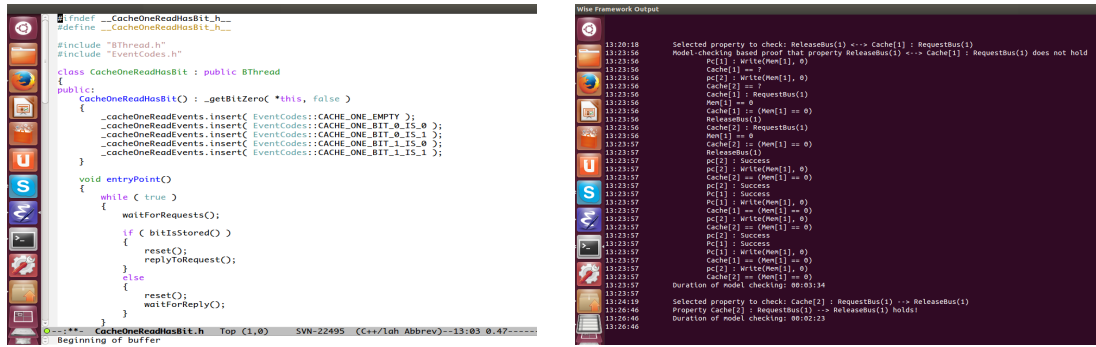 #ifndef __CacheOneReadHasBit_h__
#define __CacheOneReadHasBit_h__
#include "BThread.h"
#include "EventCodes.h"
class CacheOneReadHasBit : public BThread
{
public:
CacheOneReadHasBit() : _getBitZero( *this, false )
{
_cacheOneReadEvents.insert( EventCodes::CACHE_ONE_EMPTY );
_cacheOneReadEvents.insert( EventCodes::CACHE_ONE_BIT_0_IS_0 );
_cacheOneReadEvents.insert( EventCodes::CACHE_ONE_BIT_0_IS_1 );
_cacheOneReadEvents.insert( EventCodes::CACHE_ONE_BIT_1_IS_0 );
_cacheOneReadEvents.insert( EventCodes::CACHE_ONE_BIT_1_IS_1 );
}
void entryPoint()
{
while ( true )
{
waitForRequests();
if ( bitIsStored() )
{
reset();
replyToRequest();
}
else
{
reset();
waitForReply();
}
}
-:**- CacheOneReadHasBit.h Top (1,0) SVN-22495 (C++/lah Abbrev)--13:03 0.47------
Beginning of buffer
Wise Framework Output
13:20:18 Selected property to check: ReleaseBus(1) <--> Cache[1] : RequestBus(1)
13:23:56 Model-checking based proof that property ReleaseBus(1) <--> Cache[1] : RequestBus(1) does not hold
13:23:56 Pc[1] : Write(Mem[1], 0)
13:23:56 Cache[1] == ?
13:23:56 pc[2] : Write(Mem[1], 0)
13:23:56 Cache[2] == ?
13:23:56 Cache[1] : RequestBus(1)
13:23:56 Mem[1] == 0
13:23:56 Cache[1] := (Mem[1] == 0)
13:23:56 ReleaseBus(1)
13:23:56 Cache[2] : RequestBus(1)
13:23:56 Mem[1] == 0
13:23:57 Cache[2] := (Mem[1] == 0)
13:23:57 ReleaseBus(1)
13:23:57 pc[2] : Success
13:23:57 pc[2] : Write(Mem[1], 0)
13:23:57 Cache[2] == (Mem[1] == 0)
13:23:57 pc[2] : Success
13:23:57 Pc[1] : Success
13:23:57 Pc[1] : Write(Mem[1], 0)
13:23:57 Cache[1] == (Mem[1] == 0)
13:23:57 pc[2] : Write(Mem[1], 0)
13:23:57 Cache[2] == (Mem[1] == 0)
13:23:57 pc[2] : Success
13:23:57 Pc[1] : Success
13:23:57 Pc[1] : Write(Mem[1], 0)
13:23:57 Cache[1] == (Mem[1] == 0)
13:23:57 pc[2] : Write(Mem[1], 0)
13:23:57 Cache[2] == (Mem[1] == 0)
13:23:57 Duration of model checking: 00:03:34
13:23:57
13:24:19 Selected property to check: Cache[2] : RequestBus(1) --> ReleaseBus(1)
13:26:46 Property Cache[2] : RequestBus(1) --> ReleaseBus(1) holds!
13:26:46 Duration of model checking: 00:02:23
13:26:46